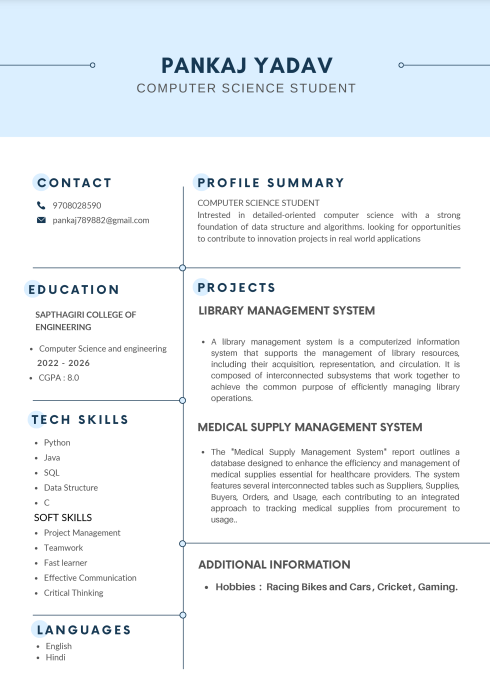 PANKAJ YADAV
COMPUTER SCIENCE STUDENT
CONTACT
9708028590
pankaj789882@gmail.com
EDUCATION
SAPTHAGIRI COLLEGE OF
ENGINEERING
• Computer Science and engineering
2022 - 2026
• CGPA : 8.0
TECH SKILLS
• Python
• Java
• SQL
• Data Structure
• C
SOFT SKILLS
• Project Management
• Teamwork
• Fast learner
• Effective Communication
• Critical Thinking
LANGUAGES
• English
• Hindi
PROFILE SUMMARY
COMPUTER SCIENCE STUDENT
Intrested in detailed-oriented computer science with a strong
foundation of data structure and algorithms. looking for opportunities
to contribute to innovation projects in real world applications
PROJECTS
LIBRARY MANAGEMENT SYSTEM
• A library management system is a computerized information
system that supports the management of library resources,
including their acquisition, representation, and circulation. It is
composed of interconnected subsystems that work together to
achieve the common purpose of efficiently managing library
operations.
MEDICAL SUPPLY MANAGEMENT SYSTEM
• The "Medical Supply Management System" report outlines a
database designed to enhance the efficiency and management of
medical supplies essential for healthcare providers. The system
features several interconnected tables such as Suppliers, Supplies,
Buyers, Orders, and Usage, each contributing to an integrated
approach to tracking medical supplies from procurement to
usage..
ADDITIONAL INFORMATION
• Hobbies : Racing Bikes and Cars, Cricket, Gaming.